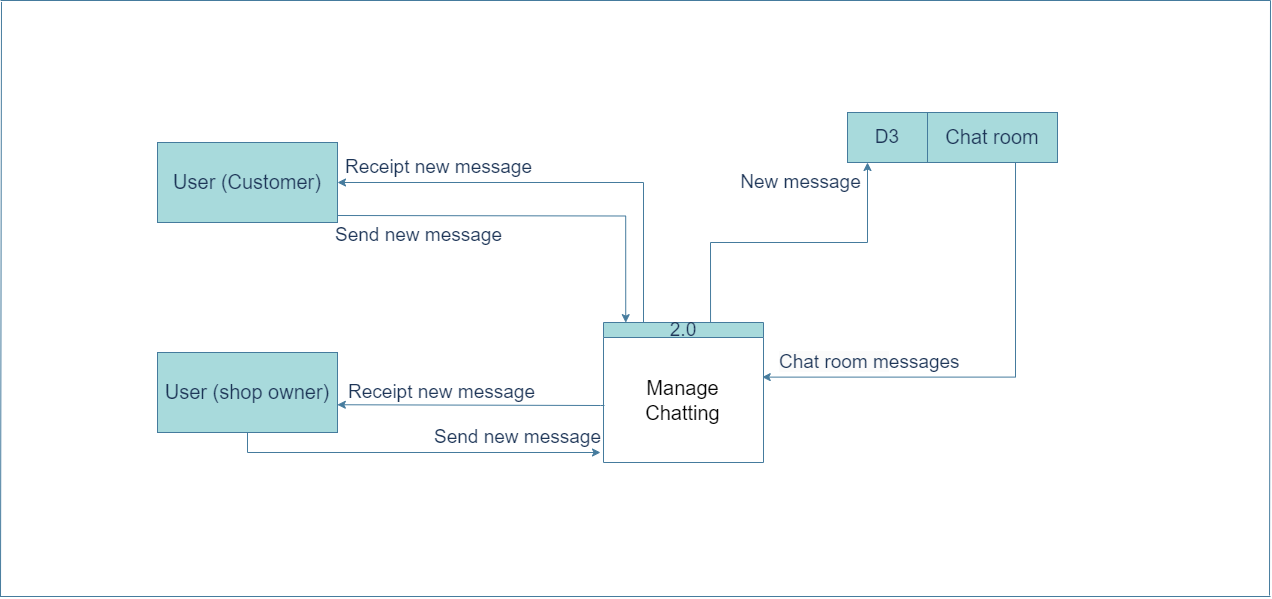 D3
Chat room
User (Customer)
Receipt new message
New message
Send new message
2.0
Chat room messages
User (shop owner)
Receipt new message
Manage
Chatting
Send new message